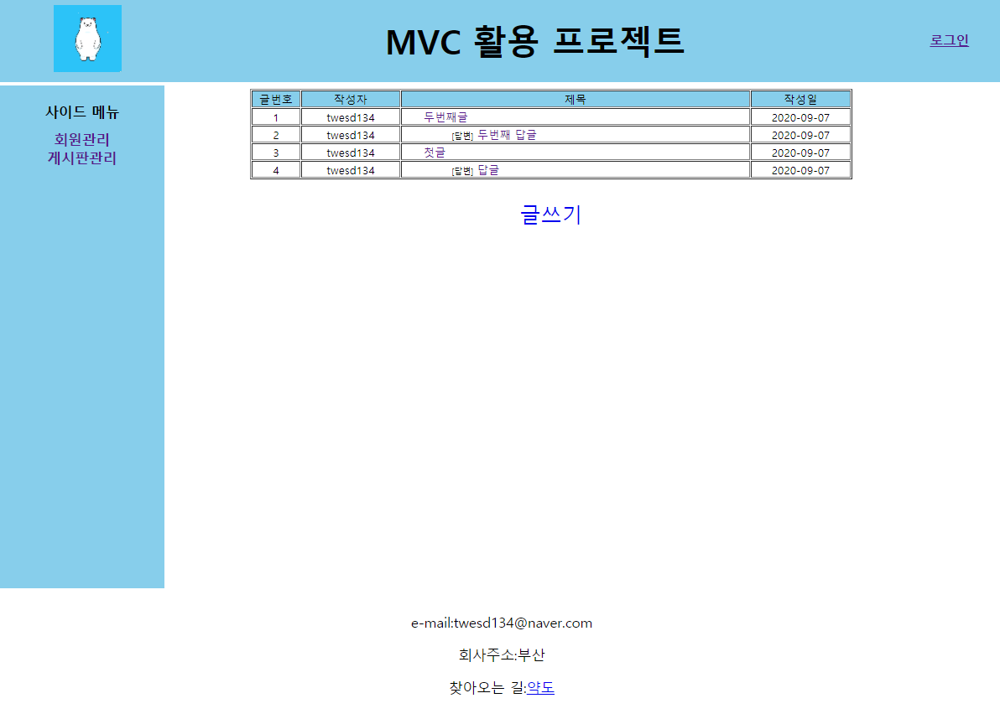 MVC 활용 프로젝트
로그인
사이드 메뉴
회원관리
게시판관리
글번호 작성자 제목 작성일
1 twesd134 두번째글 2020-09-07
2 twesd134 [답변] 두번째 답글 2020-09-07
3 twesd134 첫글 2020-09-07
4 twesd134 [답변] 답글 2020-09-07
글쓰기
e-mail:twesd134@naver.com
회사주소:부산
찾아오는 길:약도